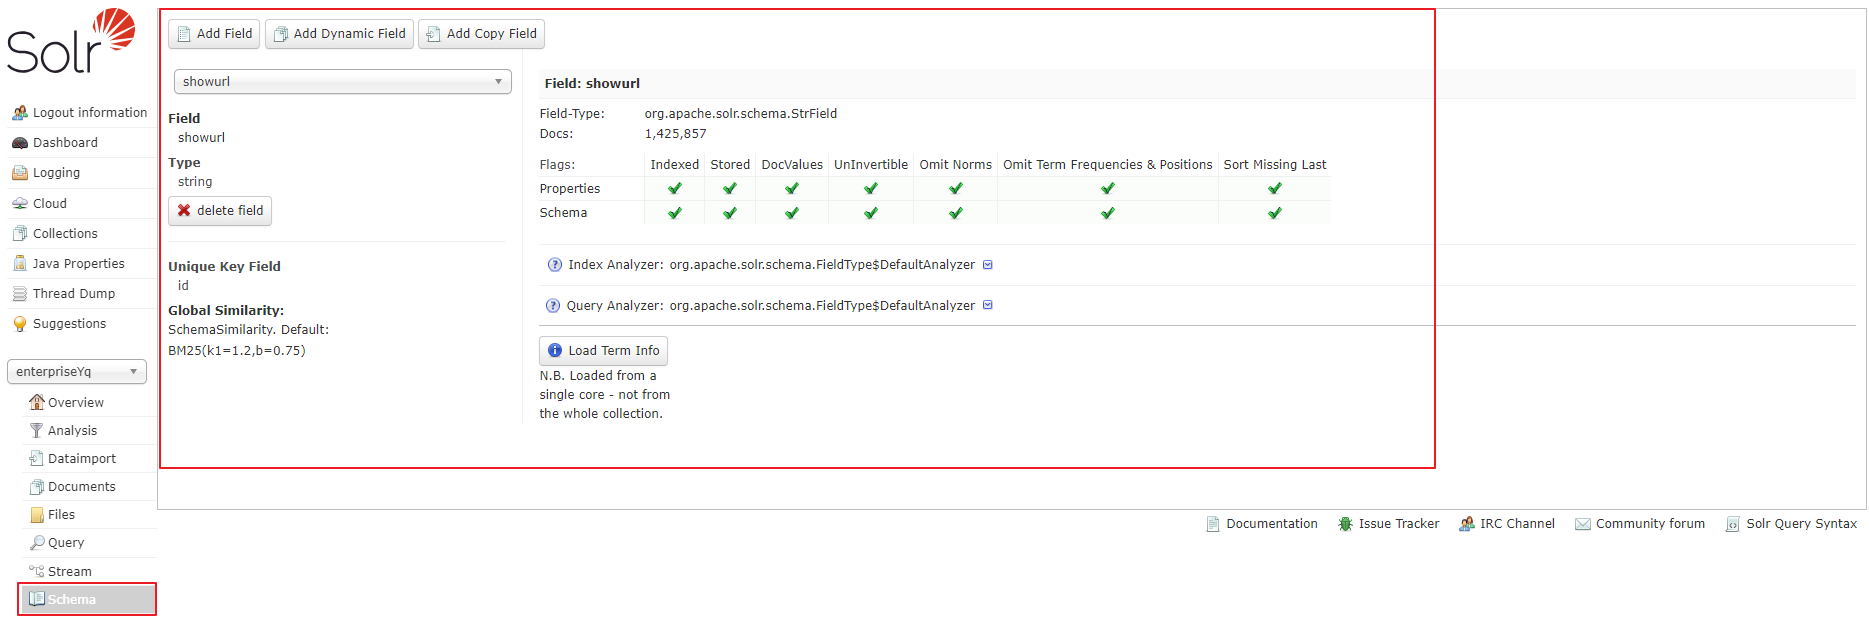 Solr
Logout information
Dashboard
Logging
Cloud
Collections
Java Properties
Thread Dump
Suggestions
enterpriseYq
Overview
Analysis
Dataimport
Documents
Files
Query
Stream
Schema
Add Field Add Dynamic Field Add Copy Field
showurl
Field
showurl
Type
string
delete field
Unique Key Field
id
Global Similarity:
SchemaSimilarity. Default:
BM25(k1=1.2,b=0.75)
Field: showurl
Field-Type: org.apache.solr.schema.StrField
Docs: 1,425,857
Flags: Indexed Stored DocValues UnInvertible Omit Norms Omit Term Frequencies & Positions Sort Missing Last
Properties
Schema
Index Analyzer: org.apache.solr.schema.FieldType$DefaultAnalyzer
Query Analyzer: org.apache.solr.schema.FieldType$DefaultAnalyzer
Load Term Info
N.B. Loaded from a
single core - not from
the whole collection.
Documentation Issue Tracker IRC Channel Community forum Solr Query Syntax